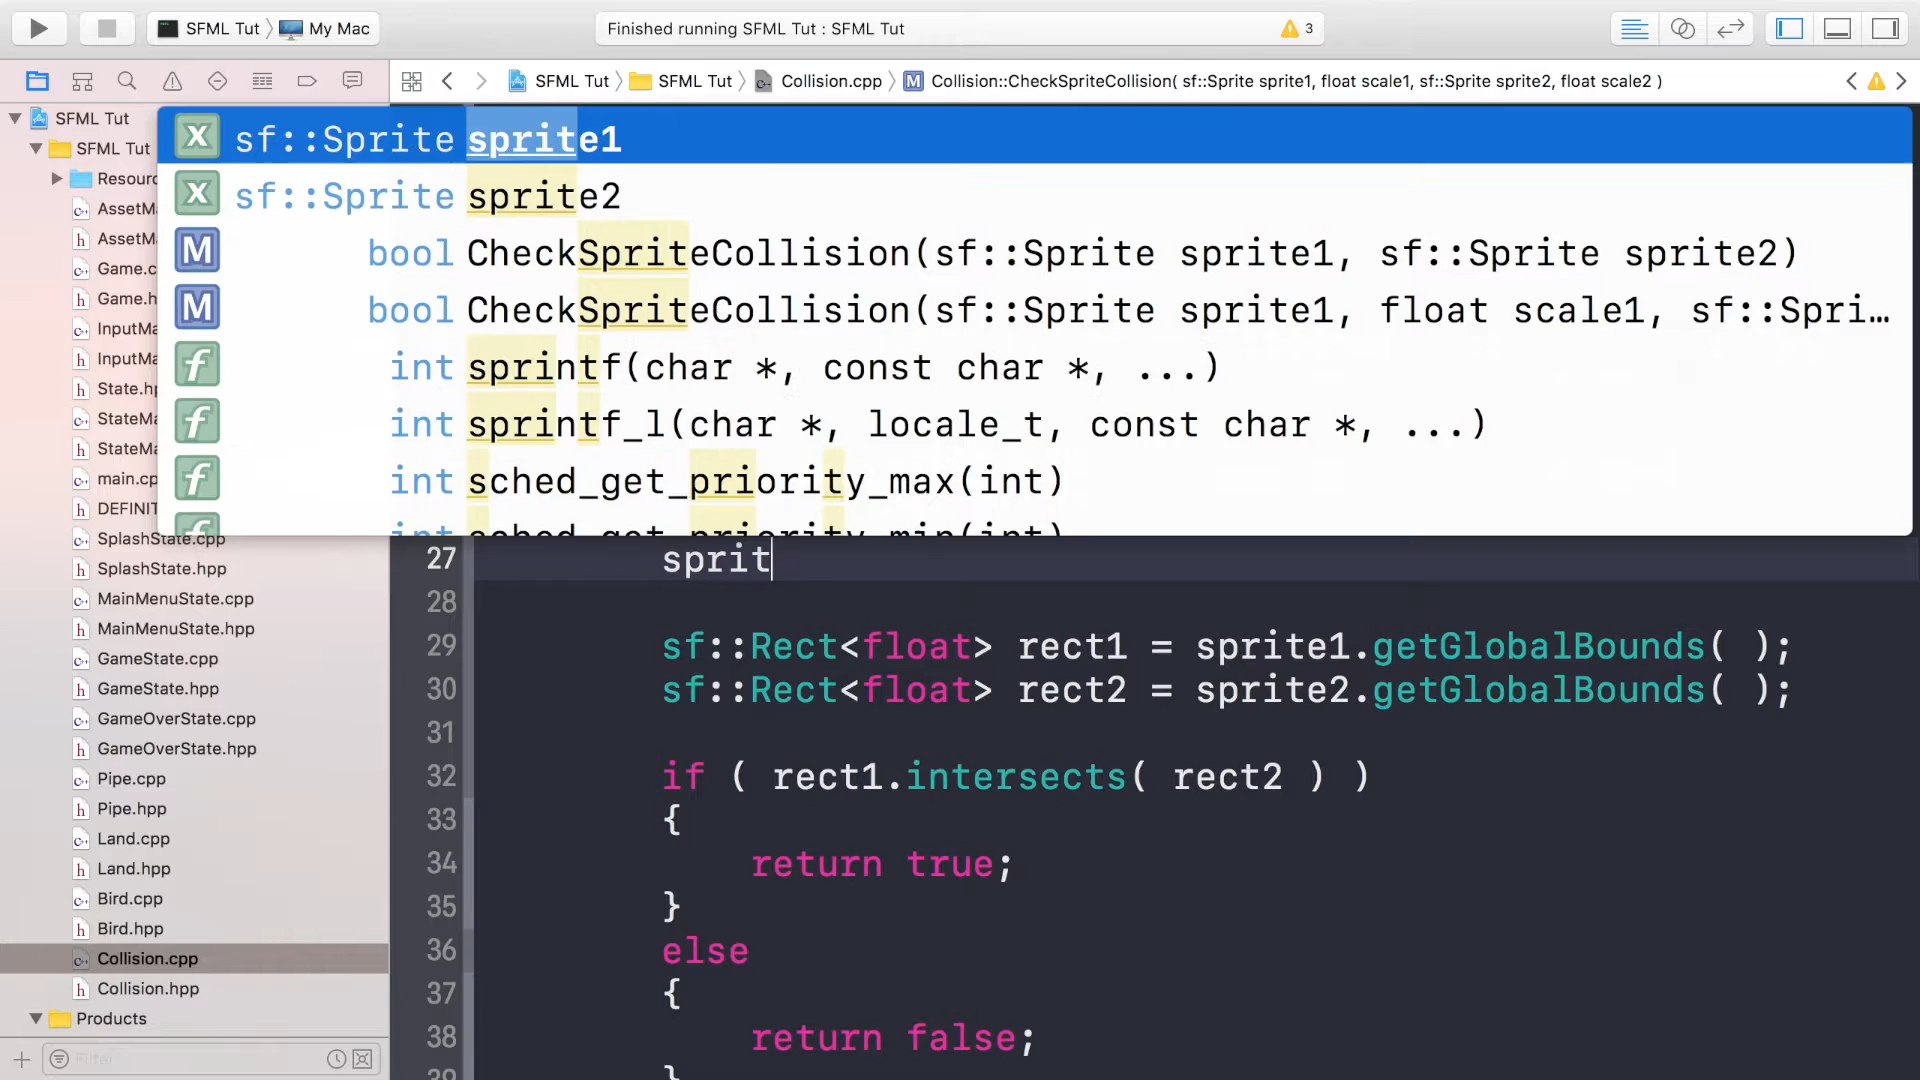 SFML Tut 〉 My Mac
Finished running SFML Tut : SFML Tut
3
SFML Tut 〉 SFML Tut 〉 Collision.cpp 〉 M Collision::CheckSpriteCollision( sf::Sprite sprite1, float scale1, sf::Sprite sprite2, float scale2 )
SFML Tut
SFML Tut
Resourc
AssetMa
AssetMa
Game.c
Game.h
InputMa
InputMa
State.hp
StateMa
StateMa
main.cp
DEFINIT
SplashState.cpp
SplashState.hpp
MainMenuState.cpp
MainMenuState.hpp
GameState.cpp
GameState.hpp
GameOverState.cpp
GameOverState.hpp
Pipe.cpp
Pipe.hpp
Land.cpp
Land.hpp
Bird.cpp
Bird.hpp
Collision.cpp
Collision.hpp
Products
Filter
X sf::Sprite sprite1
X sf::Sprite sprite2
M bool CheckSpriteCollision(sf::Sprite sprite1, sf::Sprite sprite2)
M bool CheckSpriteCollision(sf::Sprite sprite1, float scale1, sf::Spri…
f int sprintf(char *, const char *, ...)
f int sprintf_l(char *, locale_t, const char *, ...)
f int sched_get_priority_max(int)
f int sched_get_priority_min(int)
27 sprit
28
29 sf::Rect<float> rect1 = sprite1.getGlobalBounds( );
30 sf::Rect<float> rect2 = sprite2.getGlobalBounds( );
31
32 if ( rect1.intersects( rect2 ) )
33 {
34 return true;
35 }
36 else
37 {
38 return false;
39 }